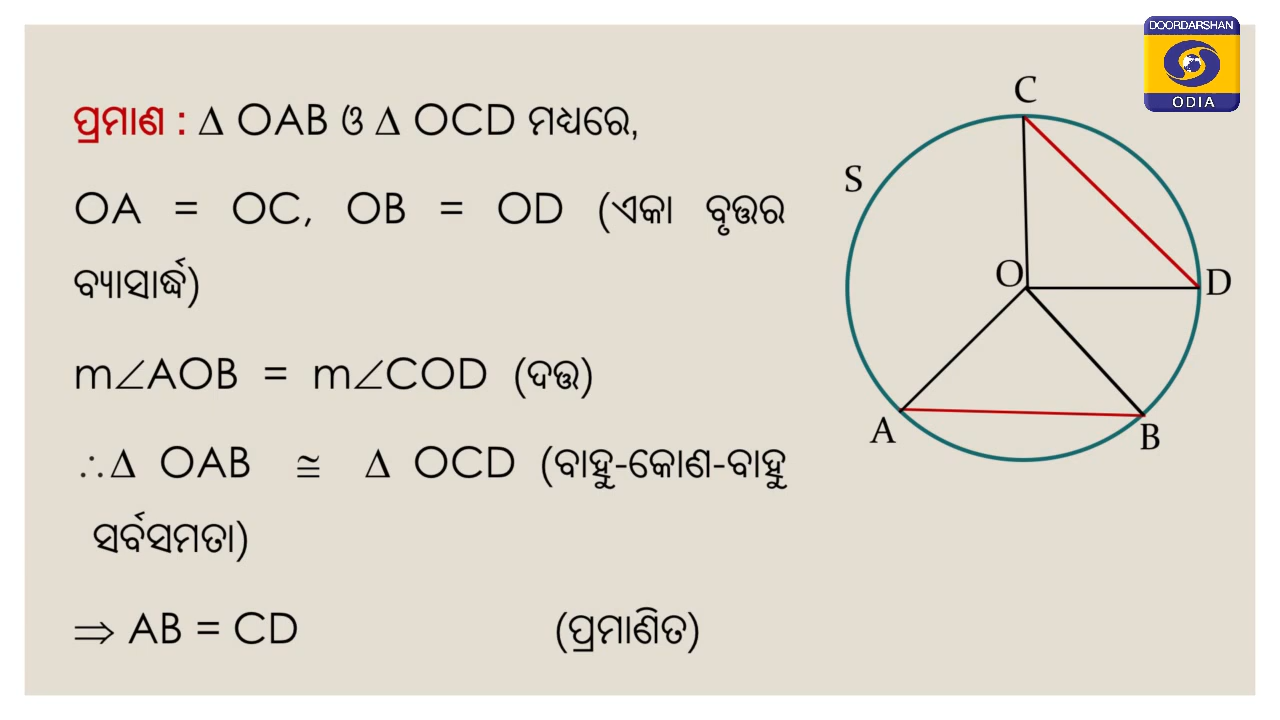 DOORDARSHAN
ODIA
ପ୍ରମାଣ : Δ OAB ଓ Δ OCD ମଧ୍ୟରେ,
OA = OC, OB = OD (ଏକା ବୃତ୍ତର
ବ୍ୟାସାର୍ଦ୍ଧ)
m∠AOB = m∠COD (ଦତ୍ତ)
∴Δ OAB ≅ Δ OCD (ବାହୁ-କୋଣ-ବାହୁ
ସର୍ବସମତା)
⇒ AB = CD (ପ୍ରମାଣିତ)
C
S
O
D
A
B